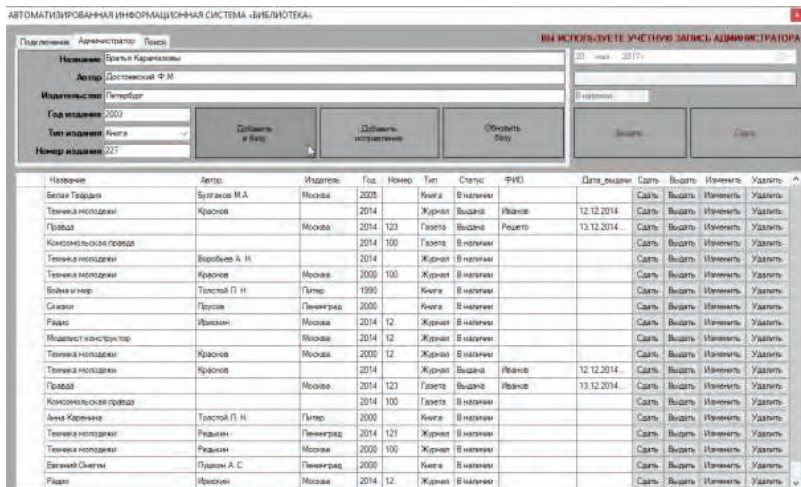 АВТОМАТИЗИРОВАННАЯ ИНФОРМАЦИОННАЯ СИСТЕМА «БИБЛИОТЕКА»
Подключение Администратор Поиск
ВЫ ИСПОЛЬЗУЕТЕ УЧЁТНУЮ ЗАПИСЬ АДМИНИСТРАТОРА
Название Братья Карамазовы
Автор Достоевский Ф.М.
Издательство Петербург
Год издания 2003
Тип издания Книга
Номер издания 227
Добавить в базу
Добавить исправление
Обновить базу
20 мая 2017 г.
В наличии
Выдать
Сдать
Название Автор Издатель Год Номер Тип Статус ФИО Дата_выдачи Сдать Выдать Изменить Удалить
Белая Гвардия Булгаков М.А. Москва 2005 Книга В наличии Сдать Выдать Изменить Удалить
Техника молодежи Краснов 2014 Журнал Выдана Иванов 12.12.2014 Сдать Выдать Изменить Удалить
Правда Москва 2014 123 Газета Выдана Решето 13.12.2014... Сдать Выдать Изменить Удалить
Комсомольская правда 2014 100 Газета В наличии Сдать Выдать Изменить Удалить
Техника молодежи Воробьев А. Н. 2014 Журнал В наличии Сдать Выдать Изменить Удалить
Техника молодежи Краснов Москва 2000 100 Журнал В наличии Сдать Выдать Изменить Удалить
Война и мир Толстой Л. Н. Питер 1990 Книга В наличии Сдать Выдать Изменить Удалить
Сказки Прусов Ленинград 2000 Книга В наличии Сдать Выдать Изменить Удалить
Радио Ирискин Москва 2014 12 Журнал В наличии Сдать Выдать Изменить Удалить
Моделист конструктор Москва 2014 12 Журнал В наличии Сдать Выдать Изменить Удалить
Техника молодежи Краснов Москва 2000 12 Журнал В наличии Сдать Выдать Изменить Удалить
Техника молодежи Краснов 2014 Журнал Выдана Иванов 12.12.2014... Сдать Выдать Изменить Удалить
Правда Москва 2014 123 Газета Выдана Иванов 13.12.2014... Сдать Выдать Изменить Удалить
Комсомольская правда 2014 100 Газета В наличии Сдать Выдать Изменить Удалить
Анна Каренина Толстой Л. Н. Питер 2000 Книга В наличии Сдать Выдать Изменить Удалить
Техника молодежи Редькин Ленинград 2014 121 Журнал В наличии Сдать Выдать Изменить Удалить
Техника молодежи Редькин Москва 2000 100 Журнал В наличии Сдать Выдать Изменить Удалить
Евгений Онегин Пушкин А.С. Ленинград 2000 Книга В наличии Сдать Выдать Изменить Удалить
Радио Ирискин Москва 2014 12 Журнал В наличии Сдать Выдать Изменить Удалить